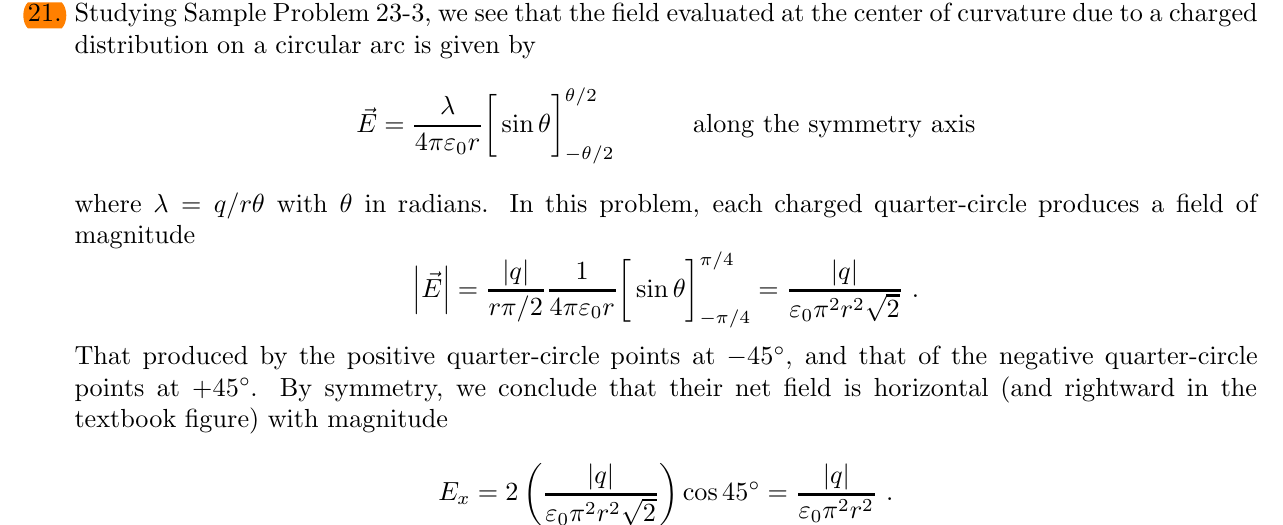 21. Studying Sample Problem 23-3, we see that the field evaluated at the center of curvature due to a charged
distribution on a circular arc is given by
$\vec{E} = \frac{\lambda}{4\pi\varepsilon_0 r} \left[ \sin\theta \right]_{-\theta/2}^{\theta/2}$ along the symmetry axis
where λ = q/rθ with θ in radians. In this problem, each charged quarter-circle produces a field of
magnitude
$\left|\vec{E}\right| = \frac{|q|}{r\pi/2} \frac{1}{4\pi\varepsilon_0 r} \left[ \sin\theta \right]_{-\pi/4}^{\pi/4} = \frac{|q|}{\varepsilon_0 \pi^2 r^2 \sqrt{2}}$ .
That produced by the positive quarter-circle points at −45°, and that of the negative quarter-circle
points at +45°. By symmetry, we conclude that their net field is horizontal (and rightward in the
textbook figure) with magnitude
$E_x = 2 \left( \frac{|q|}{\varepsilon_0 \pi^2 r^2 \sqrt{2}} \right) \cos 45° = \frac{|q|}{\varepsilon_0 \pi^2 r^2}$ .